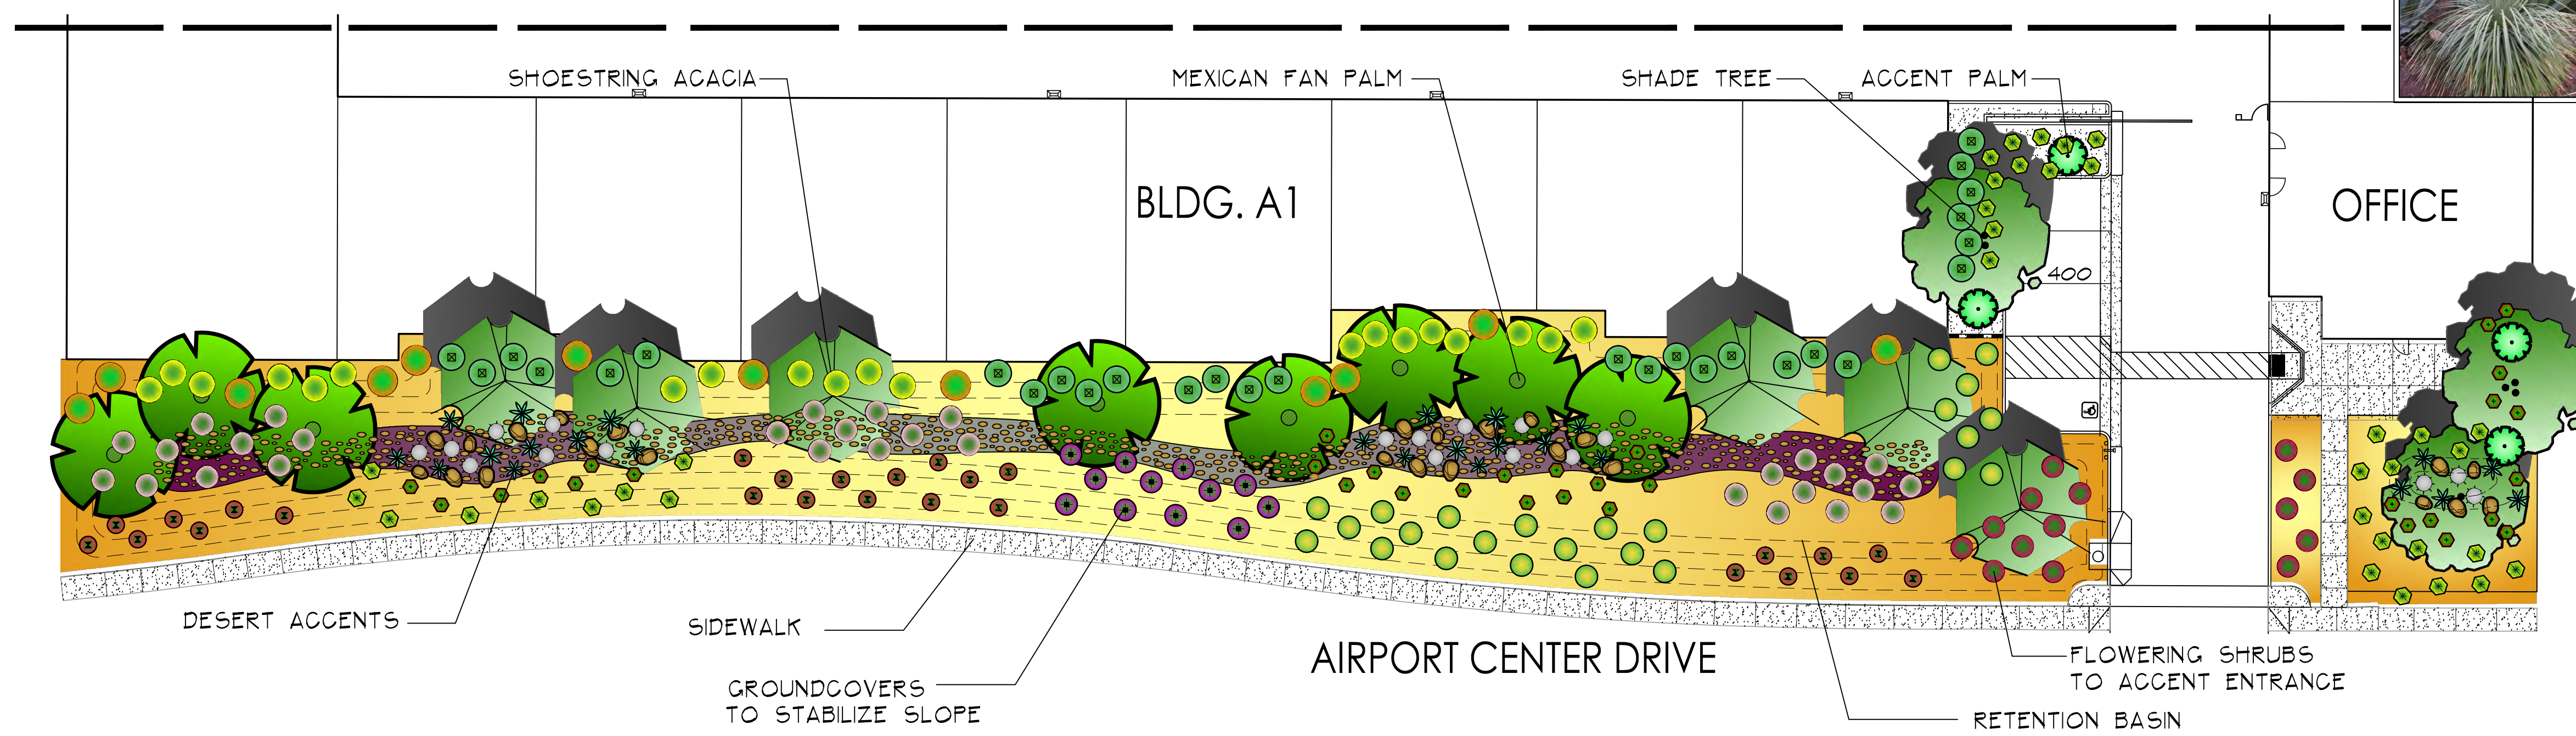 SHOESTRING ACACIA
MEXICAN FAN PALM
SHADE TREE
ACCENT PALM
BLDG. A1
OFFICE
400
DESERT ACCENTS
SIDEWALK
AIRPORT CENTER DRIVE
GROUNDCOVERS
TO STABILIZE SLOPE
FLOWERING SHRUBS
TO ACCENT ENTRANCE
RETENTION BASIN